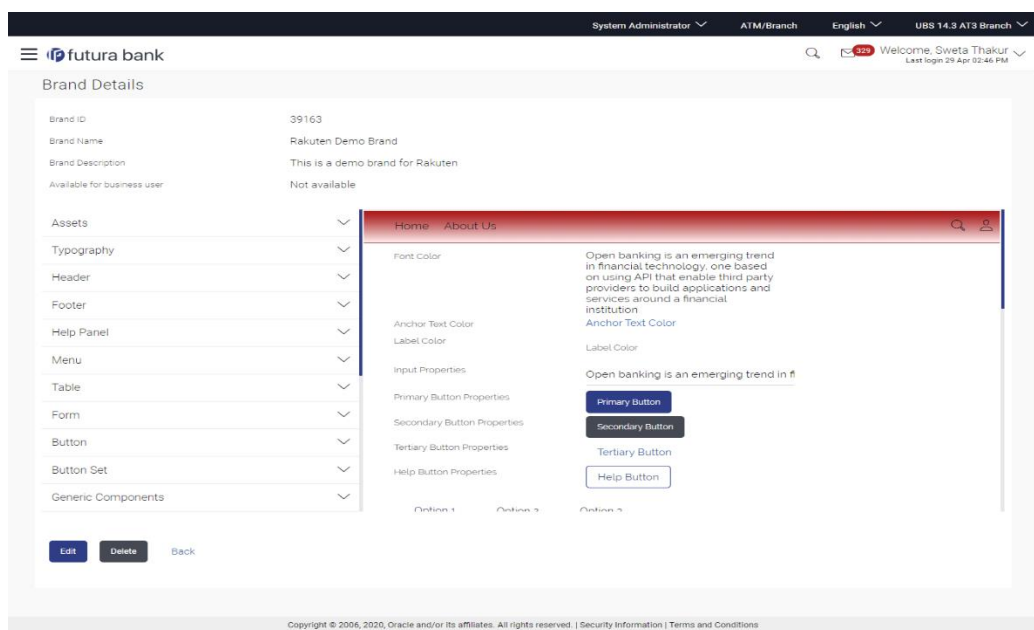 System Administrator ATM/Branch English UBS 14.3 AT3 Branch
futura bank 329 Welcome, Sweta Thakur
Last login 29 Apr 02:46 PM
Brand Details
Brand ID 39163
Brand Name Rakuten Demo Brand
Brand Description This is a demo brand for Rakuten
Available for business user Not available
Assets
Typography
Header
Footer
Help Panel
Menu
Table
Form
Button
Button Set
Generic Components
Home About Us
Font Color Open banking is an emerging trend
in financial technology, one based
on using API that enable third party
providers to build applications and
services around a financial
institution
Anchor Text Color Anchor Text Color
Label Color Label Color
Input Properties Open banking is an emerging trend in
Primary Button Properties Primary Button
Secondary Button Properties Secondary Button
Tertiary Button Properties Tertiary Button
Help Button Properties Help Button
Option 1 Option 2
Edit Delete Back
Copyright © 2006, 2020, Oracle and/or its affiliates. All rights reserved. | Security Information | Terms and Conditions